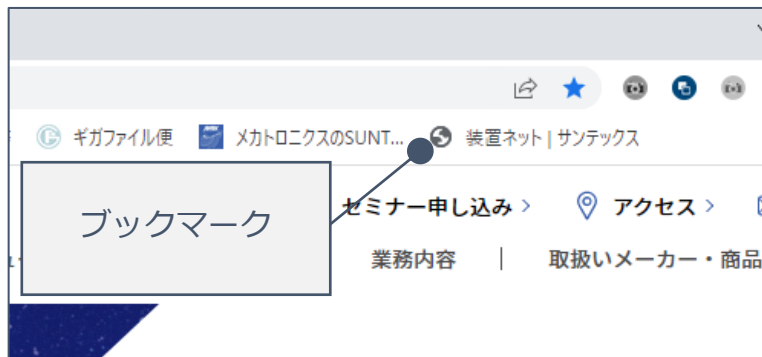 ギガファイル便 メカトロニクスのSUNT... 装置ネット | サンテックス
ブックマーク
セミナー申し込み > アクセス >
業務内容 | 取扱いメーカー・商品